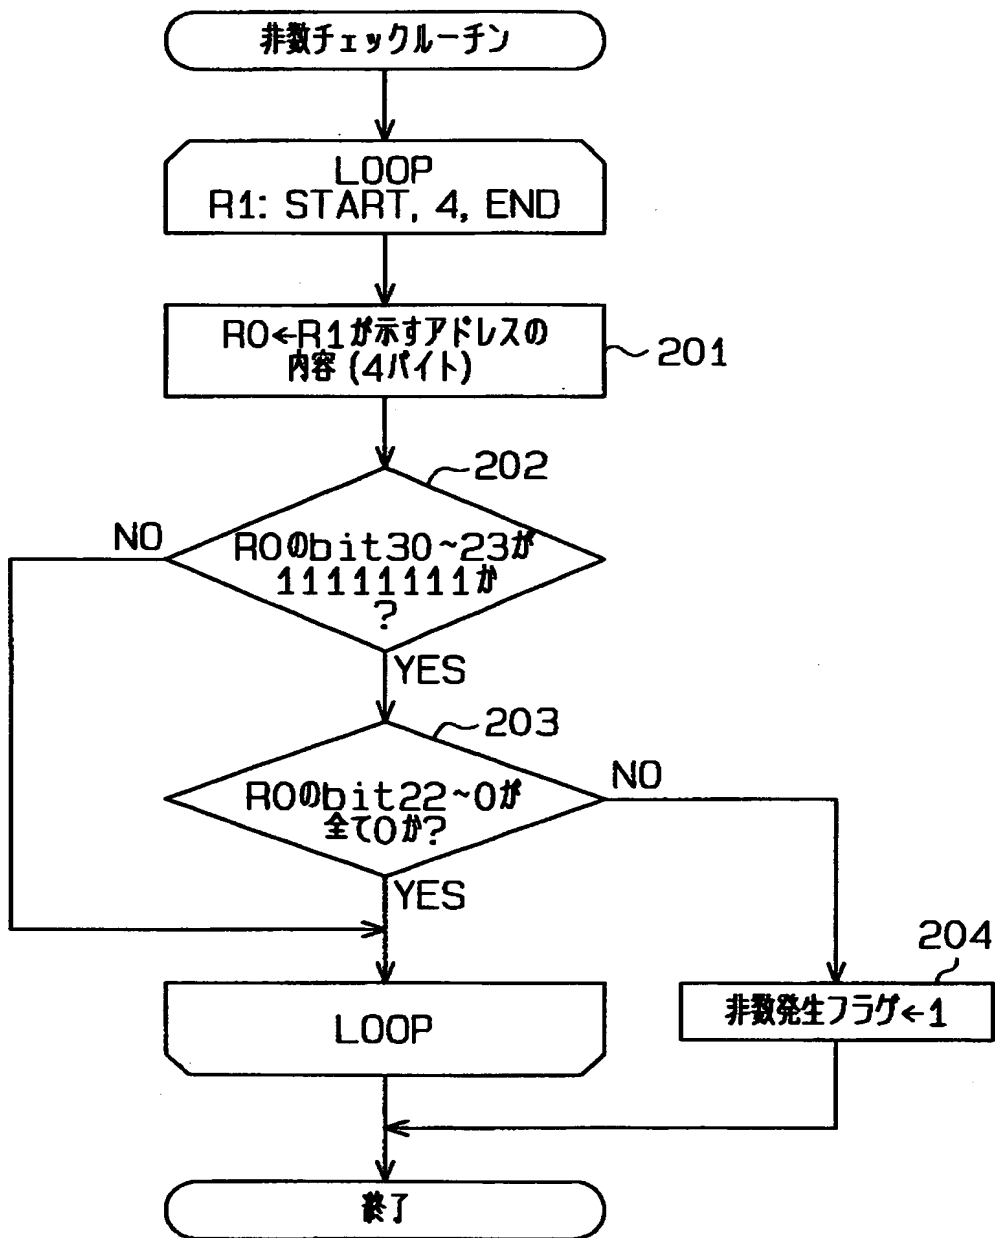 非数チェックルーチン
LOOP
R1: START, 4, END
R0←R1が示すアドレスの
内容(4バイト)
201
202
NO
R0のbit30~23が
11111111か
?
YES
203
NO
R0のbit22~0が
全て0か?
YES
204
LOOP
非数発生フラグ←1
終了